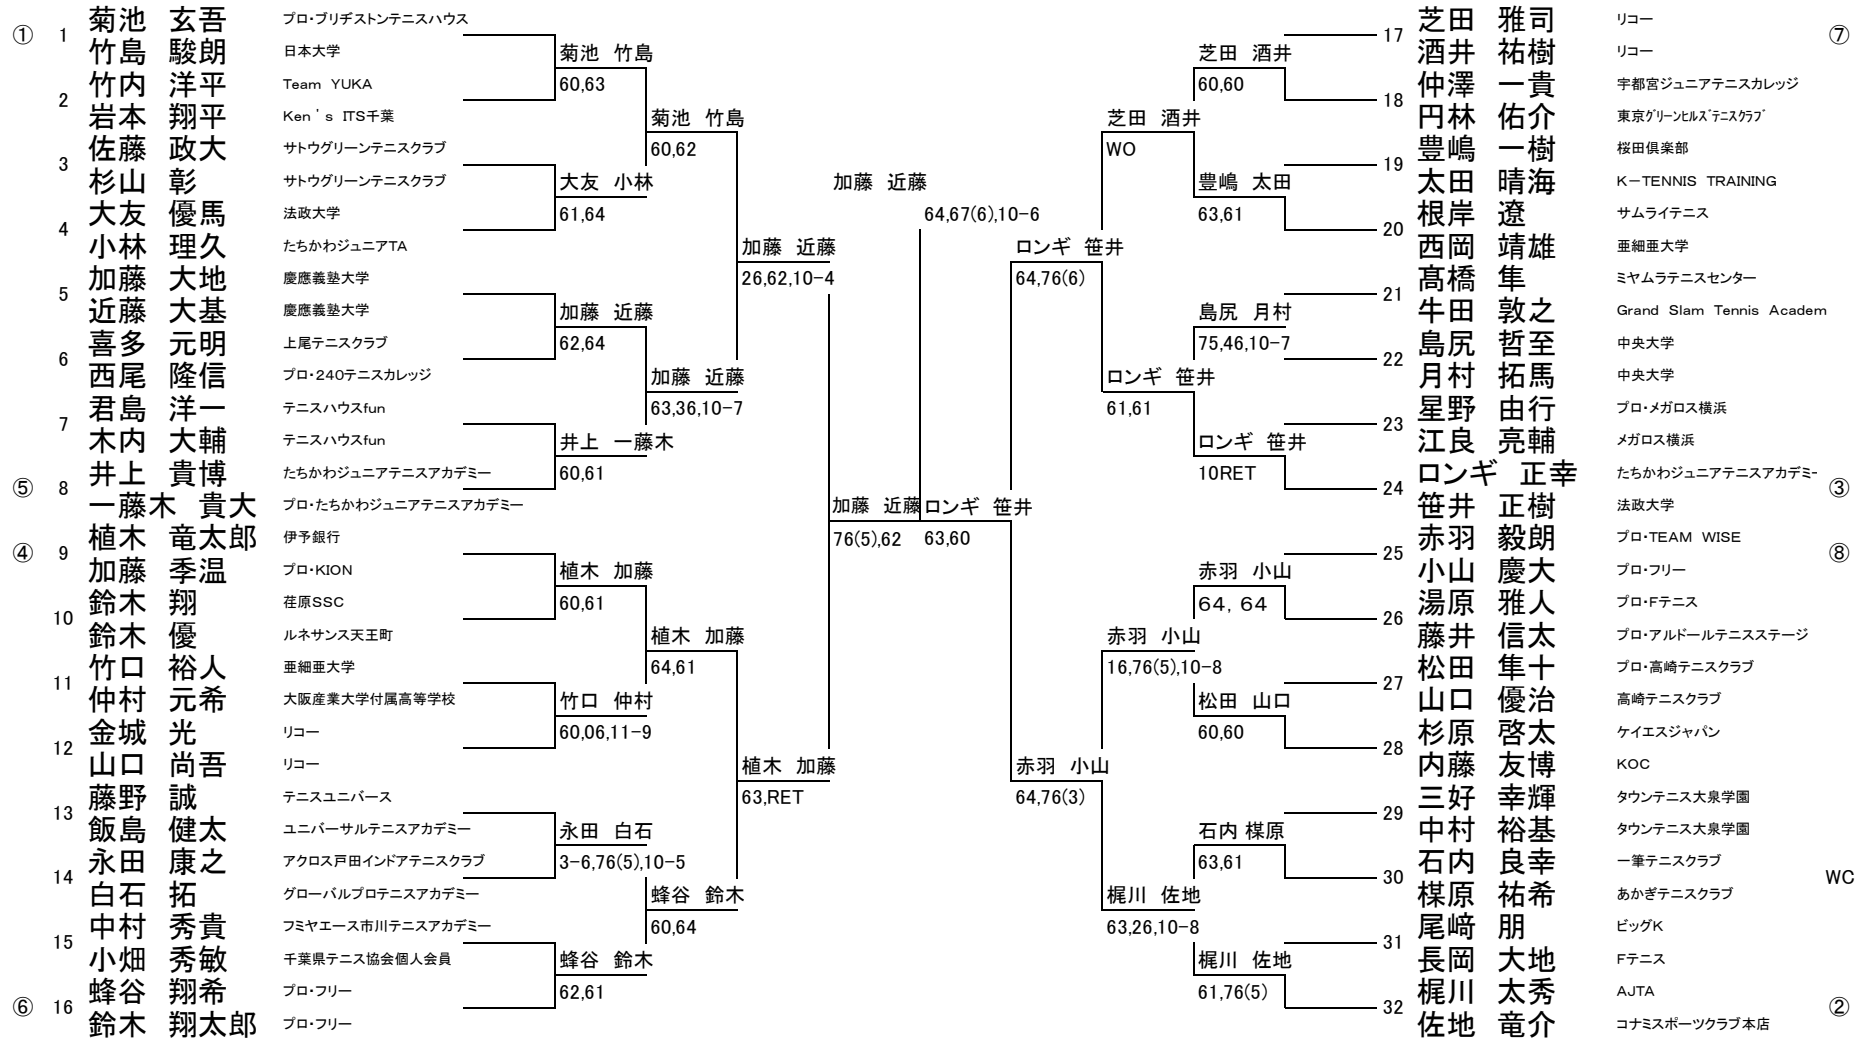 菊池　玄吾　プロ・ブリヂストンテニスハウス
① 1
竹島　駿朗　日本大学
竹内　洋平　Team YUKA
2
岩本　翔平　Ken's ITS千葉
佐藤　政大　サトウグリーンテニスクラブ
3
杉山　彰　サトウグリーンテニスクラブ
大友　優馬　法政大学
4
小林　理久　たちかわジュニアTA
加藤　大地　慶應義塾大学
5
近藤　大基　慶應義塾大学
喜多　元明　上尾テニスクラブ
6
西尾　隆信　プロ・240テニスカレッジ
君島　洋一　テニスハウスfun
7
木内　大輔　テニスハウスfun
井上　貴博　たちかわジュニアテニスアカデミー
⑤ 8
一藤木　貴大　プロ・たちかわジュニアテニスアカデミー
植木　竜太郎　伊予銀行
④ 9
加藤　季温　プロ・KION
鈴木　翔　荏原SSC
10
鈴木　優　ルネサンス天王町
竹口　裕人　亜細亜大学
11
仲村　元希　大阪産業大学付属高等学校
金城　光　リコー
12
山口　尚吾　リコー
藤野　誠　テニスユニバース
13
飯島　健太　ユニバーサルテニスアカデミー
永田　康之　アクロス戸田インドアテニスクラブ
14
白石　拓　グローバルプロテニスアカデミー
中村　秀貴　フミヤエース市川テニスアカデミー
15
小畑　秀敏　千葉県テニス協会個人会員
蜂谷　翔希　プロ・フリー
⑥ 16
鈴木　翔太郎　プロ・フリー
菊池　竹島
60,63
大友　小林
61,64
加藤　近藤
62,64
井上　一藤木
60,61
植木　加藤
60,61
竹口　仲村
60,06,11-9
永田　白石
3-6,76(5),10-5
蜂谷　鈴木
62,61
菊池　竹島
60,62
加藤　近藤
63,36,10-7
植木　加藤
64,61
蜂谷　鈴木
60,64
加藤　近藤
26,62,10-4
植木　加藤
63,RET
加藤　近藤
76(5),62
加藤　近藤
64,67(6),10-6
ロンギ　笹井
63,60
ロンギ　笹井
64,76(6)
赤羽　小山
64,76(3)
芝田　酒井
WO
ロンギ　笹井
61,61
赤羽　小山
16,76(5),10-8
梶川　佐地
63,26,10-8
芝田　酒井
60,60
豊嶋　太田
63,61
島尻　月村
75,46,10-7
ロンギ　笹井
10RET
赤羽　小山
64，64
松田　山口
60,60
石内 楳原
63,61
梶川　佐地
61,76(5)
芝田　雅司　リコー
17 ⑦
酒井　祐樹　リコー
仲澤　一貴　宇都宮ジュニアテニスカレッジ
18
円林　佑介　東京グリーンヒルズテニスクラブ
豊嶋　一樹　桜田倶楽部
19
太田　晴海　K-TENNIS TRAINING
根岸　遼　サムライテニス
20
西岡　靖雄　亜細亜大学
髙橋　隼　ミヤムラテニスセンター
21
牛田　敦之　Grand Slam Tennis Academ
島尻　哲至　中央大学
22
月村　拓馬　中央大学
星野　由行　プロ・メガロス横浜
23
江良　亮輔　メガロス横浜
ロンギ　正幸　たちかわジュニアテニスアカデミー
24 ③
笹井　正樹　法政大学
赤羽　毅朗　プロ・TEAM WISE
25 ⑧
小山　慶大　プロ・フリー
湯原　雅人　プロ・Fテニス
26
藤井　信太　プロ・アルドールテニスステージ
松田　隼十　プロ・高崎テニスクラブ
27
山口　優治　高崎テニスクラブ
杉原　啓太　ケイエスジャパン
28
内藤　友博　KOC
三好　幸輝　タウンテニス大泉学園
29
中村　裕基　タウンテニス大泉学園
石内　良幸　一筆テニスクラブ
30 WC
楳原　祐希　あかぎテニスクラブ
尾﨑　朋　ビッグK
31
長岡　大地　Fテニス
梶川　太秀　AJTA
32 ②
佐地　竜介　コナミスポーツクラブ本店